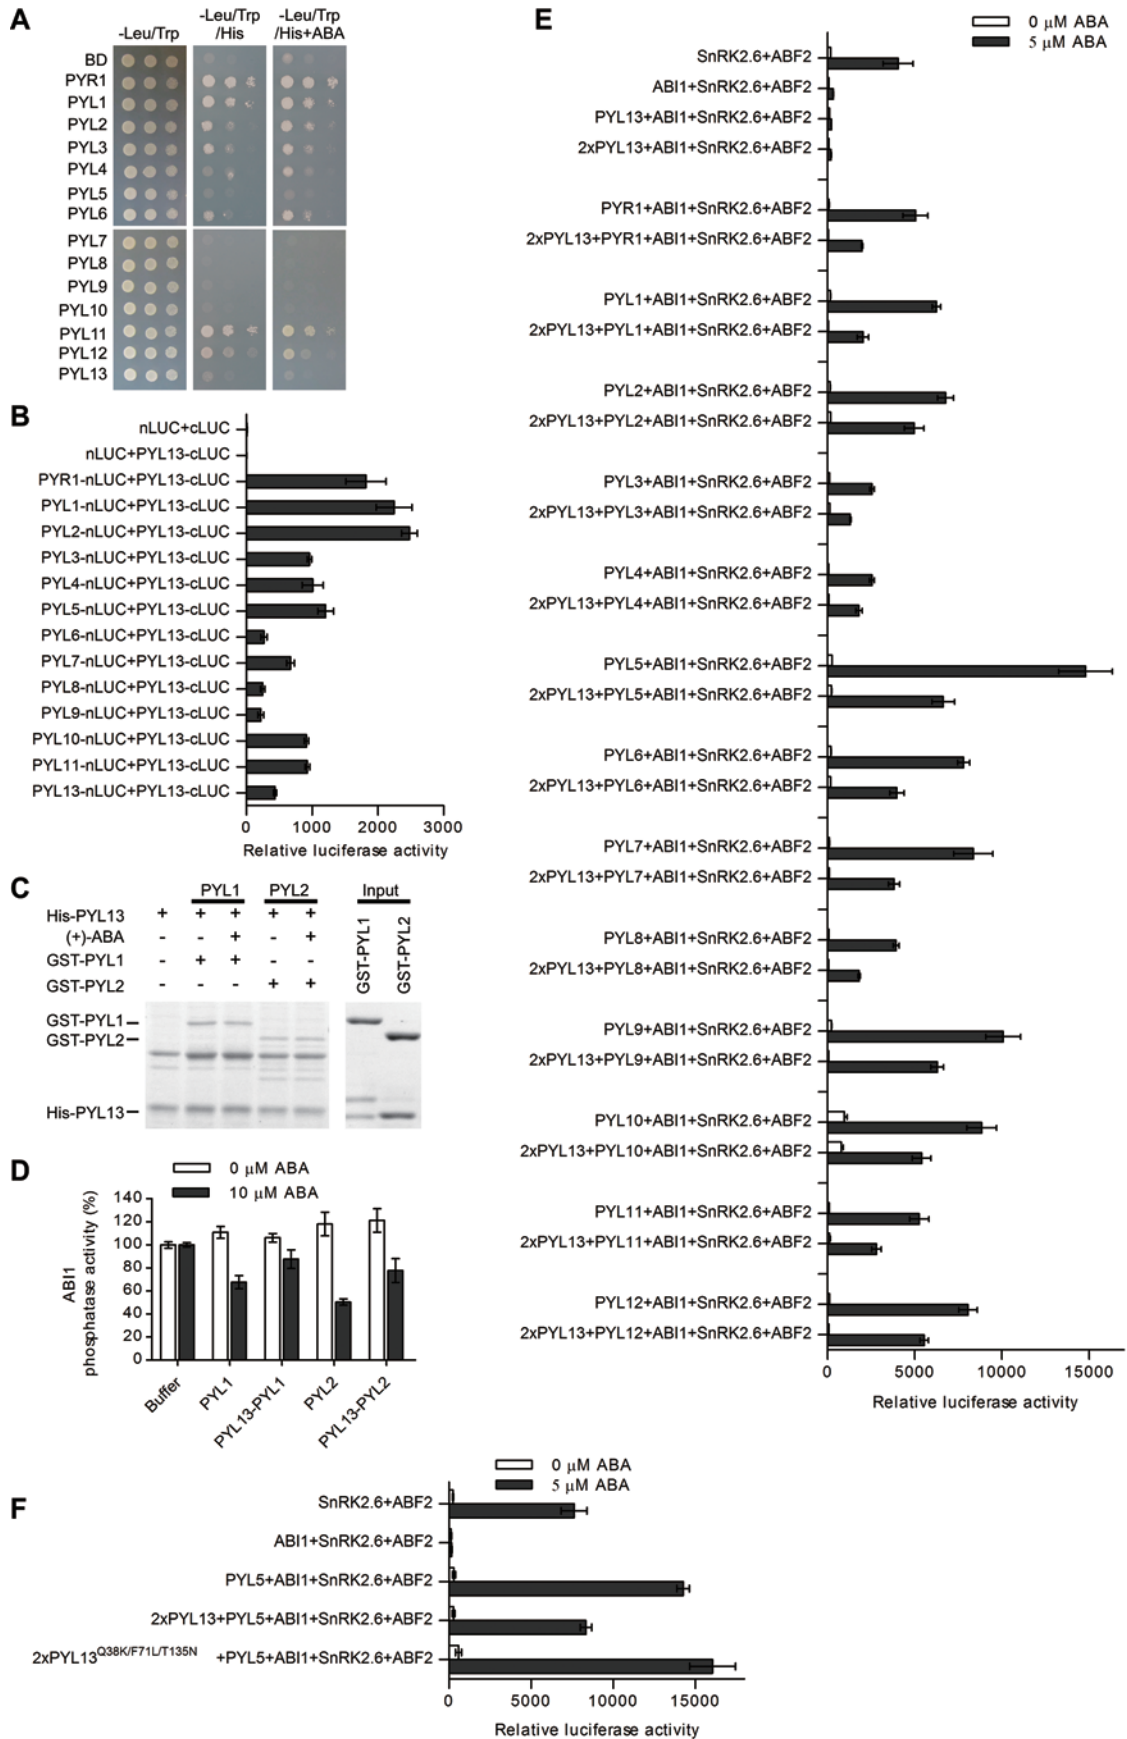 A
-Leu/Trp
-Leu/Trp
/His
-Leu/Trp
/His+ABA
BD
PYR1
PYL1
PYL2
PYL3
PYL4
PYL5
PYL6
PYL7
PYL8
PYL9
PYL10
PYL11
PYL12
PYL13
B
nLUC+cLUC
nLUC+PYL13-cLUC
PYR1-nLUC+PYL13-cLUC
PYL1-nLUC+PYL13-cLUC
PYL2-nLUC+PYL13-cLUC
PYL3-nLUC+PYL13-cLUC
PYL4-nLUC+PYL13-cLUC
PYL5-nLUC+PYL13-cLUC
PYL6-nLUC+PYL13-cLUC
PYL7-nLUC+PYL13-cLUC
PYL8-nLUC+PYL13-cLUC
PYL9-nLUC+PYL13-cLUC
PYL10-nLUC+PYL13-cLUC
PYL11-nLUC+PYL13-cLUC
PYL13-nLUC+PYL13-cLUC
0 1000 2000 3000
Relative luciferase activity
C
PYL1 PYL2 Input
His-PYL13 + + + + +
(+)-ABA - - + - +
GST-PYL1 - + + - -
GST-PYL2 - - - + +
GST-PYL1
GST-PYL2
GST-PYL1
GST-PYL2
His-PYL13
D
0 μM ABA
10 μM ABA
ABI1
phosphatase activity (%)
140
120
100
80
60
40
20
0
Buffer
PYL1
PYL13-PYL1
PYL2
PYL13-PYL2
E
0 μM ABA
5 μM ABA
SnRK2.6+ABF2
ABI1+SnRK2.6+ABF2
PYL13+ABI1+SnRK2.6+ABF2
2xPYL13+ABI1+SnRK2.6+ABF2
PYR1+ABI1+SnRK2.6+ABF2
2xPYL13+PYR1+ABI1+SnRK2.6+ABF2
PYL1+ABI1+SnRK2.6+ABF2
2xPYL13+PYL1+ABI1+SnRK2.6+ABF2
PYL2+ABI1+SnRK2.6+ABF2
2xPYL13+PYL2+ABI1+SnRK2.6+ABF2
PYL3+ABI1+SnRK2.6+ABF2
2xPYL13+PYL3+ABI1+SnRK2.6+ABF2
PYL4+ABI1+SnRK2.6+ABF2
2xPYL13+PYL4+ABI1+SnRK2.6+ABF2
PYL5+ABI1+SnRK2.6+ABF2
2xPYL13+PYL5+ABI1+SnRK2.6+ABF2
PYL6+ABI1+SnRK2.6+ABF2
2xPYL13+PYL6+ABI1+SnRK2.6+ABF2
PYL7+ABI1+SnRK2.6+ABF2
2xPYL13+PYL7+ABI1+SnRK2.6+ABF2
PYL8+ABI1+SnRK2.6+ABF2
2xPYL13+PYL8+ABI1+SnRK2.6+ABF2
PYL9+ABI1+SnRK2.6+ABF2
2xPYL13+PYL9+ABI1+SnRK2.6+ABF2
PYL10+ABI1+SnRK2.6+ABF2
2xPYL13+PYL10+ABI1+SnRK2.6+ABF2
PYL11+ABI1+SnRK2.6+ABF2
2xPYL13+PYL11+ABI1+SnRK2.6+ABF2
PYL12+ABI1+SnRK2.6+ABF2
2xPYL13+PYL12+ABI1+SnRK2.6+ABF2
0 5000 10000 15000
Relative luciferase activity
F
0 μM ABA
5 μM ABA
SnRK2.6+ABF2
ABI1+SnRK2.6+ABF2
PYL5+ABI1+SnRK2.6+ABF2
2xPYL13+PYL5+ABI1+SnRK2.6+ABF2
2xPYL13Q38K/F71L/T135N +PYL5+ABI1+SnRK2.6+ABF2
0 5000 10000 15000
Relative luciferase activity